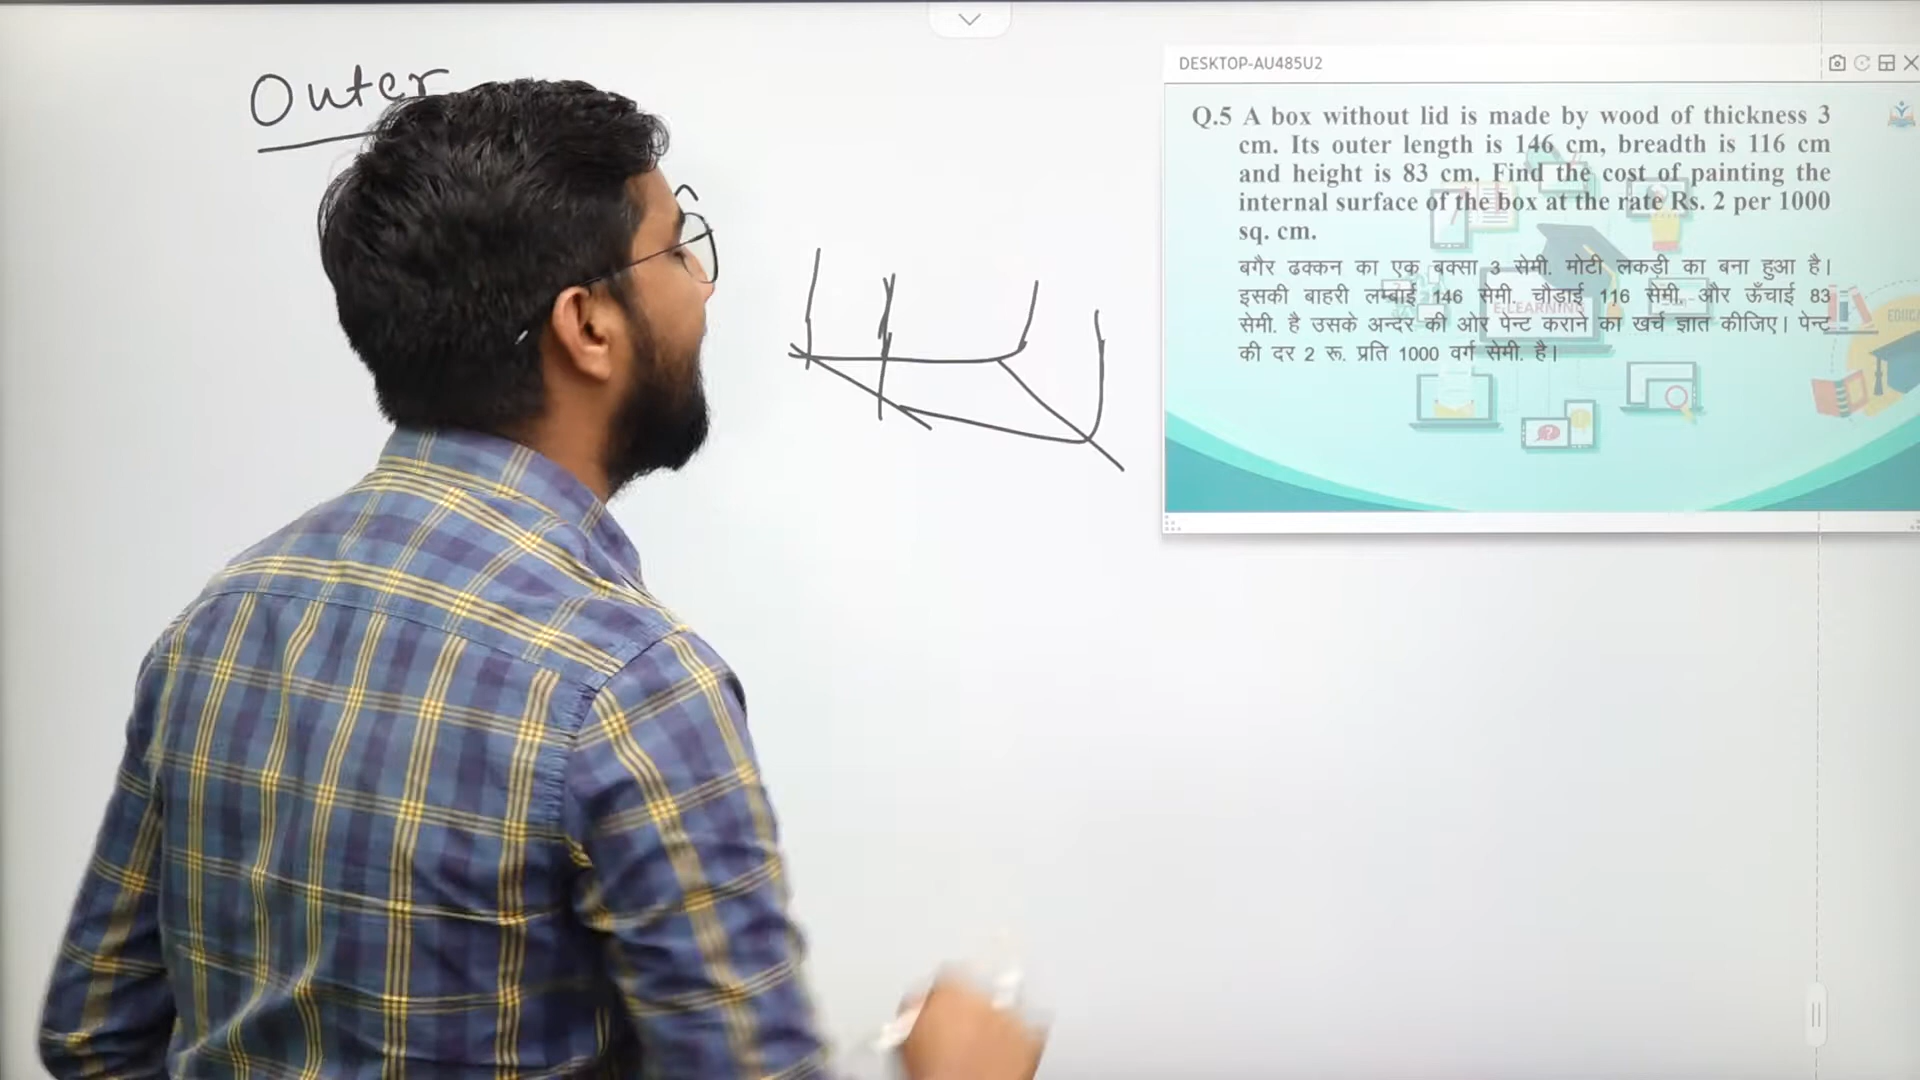 Outer
DESKTOP-AU485U2
Q.5 A box without lid is made by wood of thickness 3
cm. Its outer length is 146 cm, breadth is 116 cm
and height is 83 cm. Find the cost of painting the
internal surface of the box at the rate Rs. 2 per 1000
sq. cm.
बगैर ढक्कन का एक बक्सा 3 सेमी. मोटी लकड़ी का बना हुआ है।
इसकी बाहरी लम्बाई 146 सेमी. चौड़ाई 116 सेमी. और ऊँचाई 83
सेमी. है उसके अन्दर की ओर पेन्ट कराने का खर्च ज्ञात कीजिए। पेन्ट
की दर 2 रू. प्रति 1000 वर्ग सेमी. है।
E-LEARNING
EDUCA